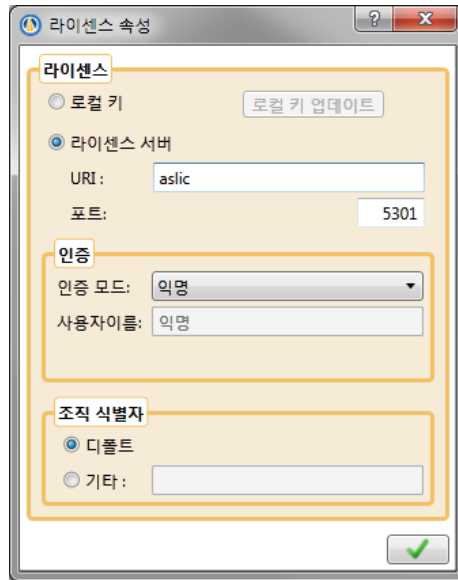 라이센스 속성
라이센스
로컬 키 로컬 키 업데이트
라이센스 서버
URI : aslic
포트: 5301
인증
인증 모드: 익명
사용자이름: 익명
조직 식별자
디폴트
기타 :